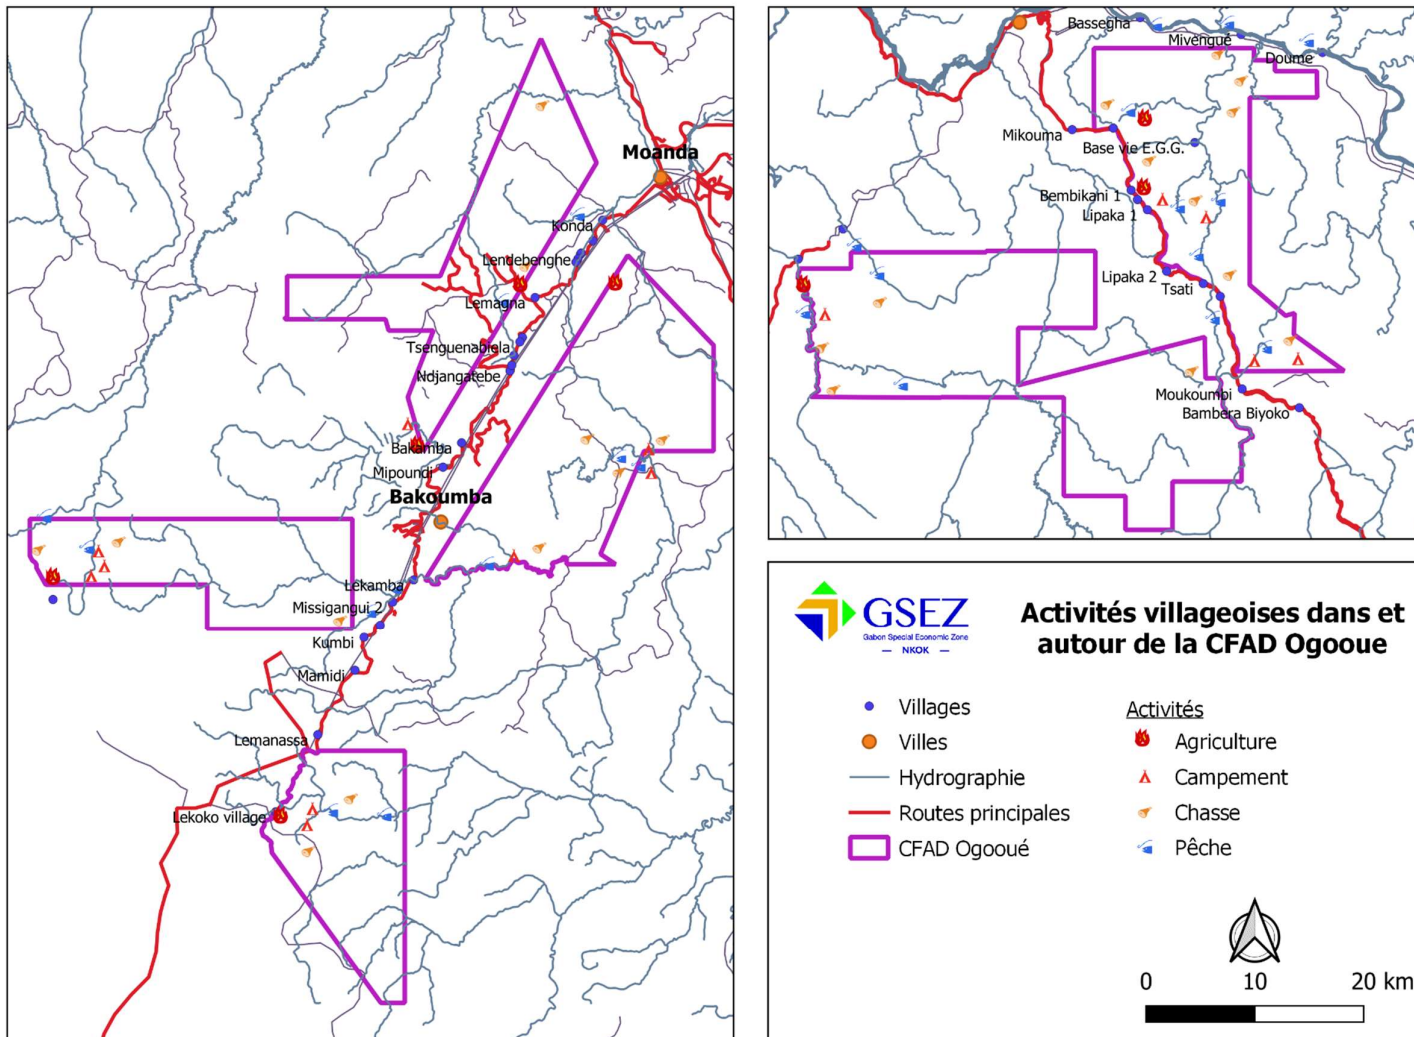 Moanda
Konda
Lendebenghe
Lemagna
Tsenguenabiela
Ndjangatebe
Bakamba
Mipoundi
Bakoumba
Lekamba
Missigangui 2
Kumbi
Mamidi
Lemanassa
Lekoko village
Bassegha
Mivengué
Doume
Mikouma
Base vie E.G.G.
Bembikani 1
Lipaka 1
Lipaka 2
Tsati
Moukoumbi
Bambera Biyoko
GSEZ
Gabon Special Economic Zone
— NKOK —
Activités villageoises dans et
autour de la CFAD Ogooue
Villages
Villes
Hydrographie
Routes principales
CFAD Ogooué
Activités
Agriculture
Campement
Chasse
Pêche
0 10 20 km